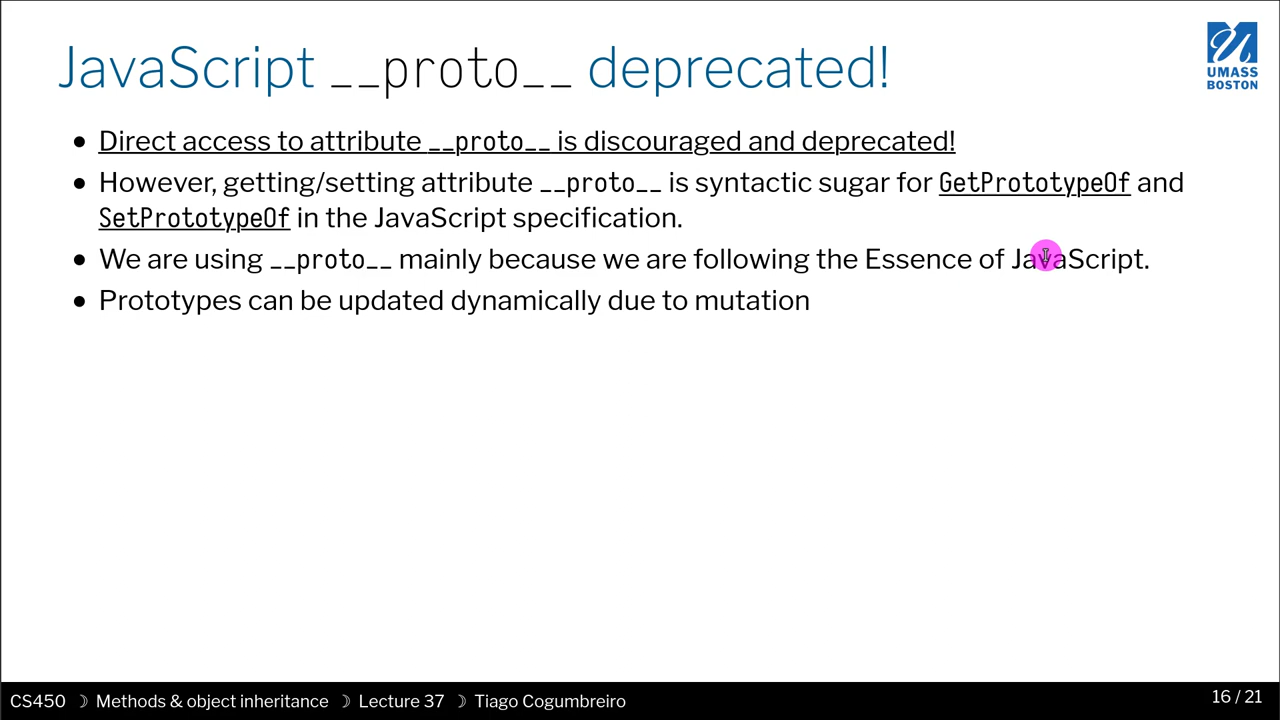 JavaScript __proto__ deprecated!
UMASS
BOSTON
● Direct access to attribute __proto__ is discouraged and deprecated!
● However, getting/setting attribute __proto__ is syntactic sugar for GetPrototypeOf and
SetPrototypeOf in the JavaScript specification.
● We are using __proto__ mainly because we are following the Essence of JavaScript.
● Prototypes can be updated dynamically due to mutation
CS450 ☽ Methods & object inheritance ☽ Lecture 37 ☽ Tiago Cogumbreiro
16 / 21